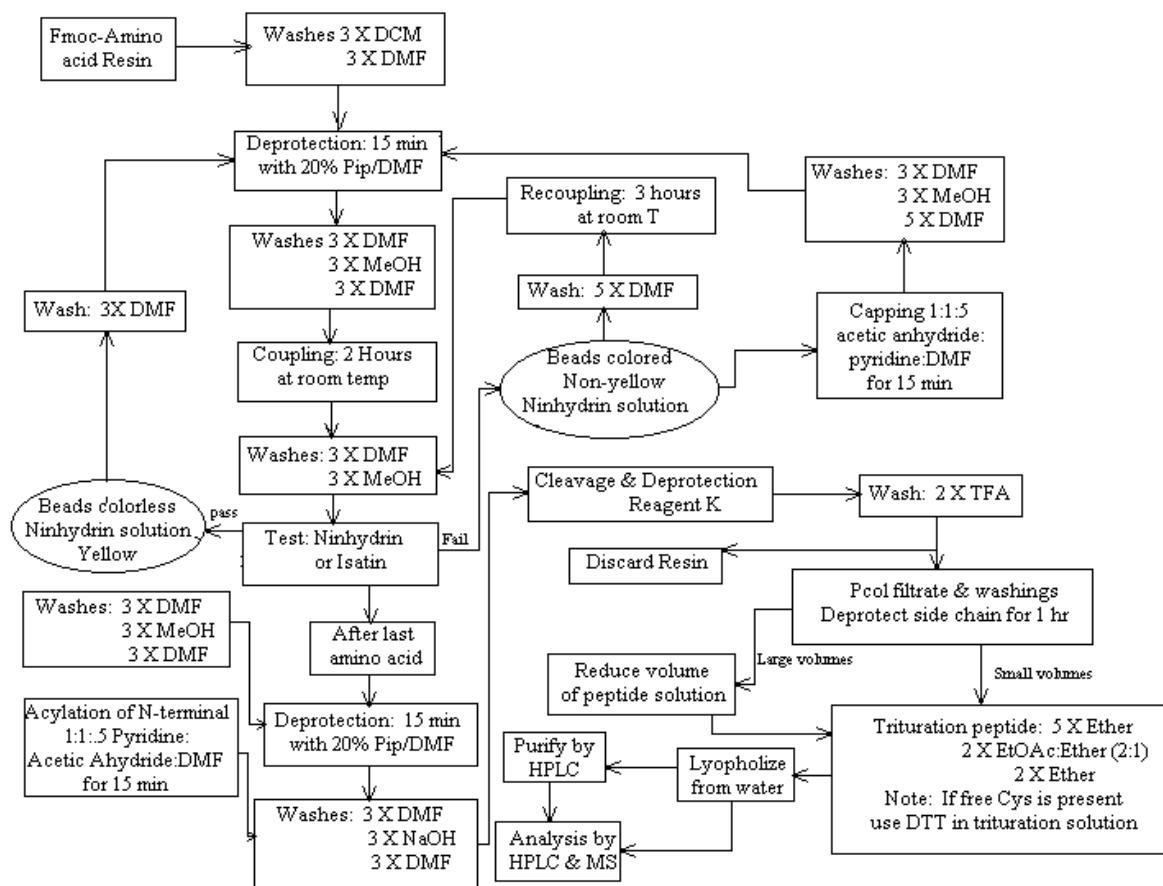 Fmoc-Amino
acid Resin
Washes 3 X DCM
3 X DMF
Deprotection: 15 min
with 20% Pip/DMF
Washes 3 X DMF
3 X MeOH
3 X DMF
Coupling: 2 Hours
at room temp
Washes: 3 X DMF
3 X MeOH
Test: Ninhydrin
or Isatin
pass
Fail
Beads colorless
Ninhydrin solution
Yellow
Wash: 3X DMF
Beads colored
Non-yellow
Ninhydrin solution
Wash: 5 X DMF
Recoupling: 3 hours
at room T
Capping 1:1:5
acetic anhydride:
pyridine:DMF
for 15 min
Washes: 3 X DMF
3 X MeOH
5 X DMF
After last
amino acid
Washes: 3 X DMF
3 X MeOH
3 X DMF
Deprotection: 15 min
with 20% Pip/DMF
Acylation of N-terminal
1:1:.5 Pyridine:
Acetic Ahydride:DMF
for 15 min
Washes: 3 X DMF
3 X NaOH
3 X DMF
Cleavage & Deprotection
Reagent K
Wash: 2 X TFA
Discard Resin
Pcol filtrate & washings
Deprotect side chain for 1 hr
Large volumes
Small volumes
Reduce volume
of peptide solution
Trituration peptide: 5 X Ether
2 X EtOAc:Ether (2:1)
2 X Ether
Note: If free Cys is present
use DTT in trituration solution
Lyopholize
from water
Purify by
HPLC
Analysis by
HPLC & MS